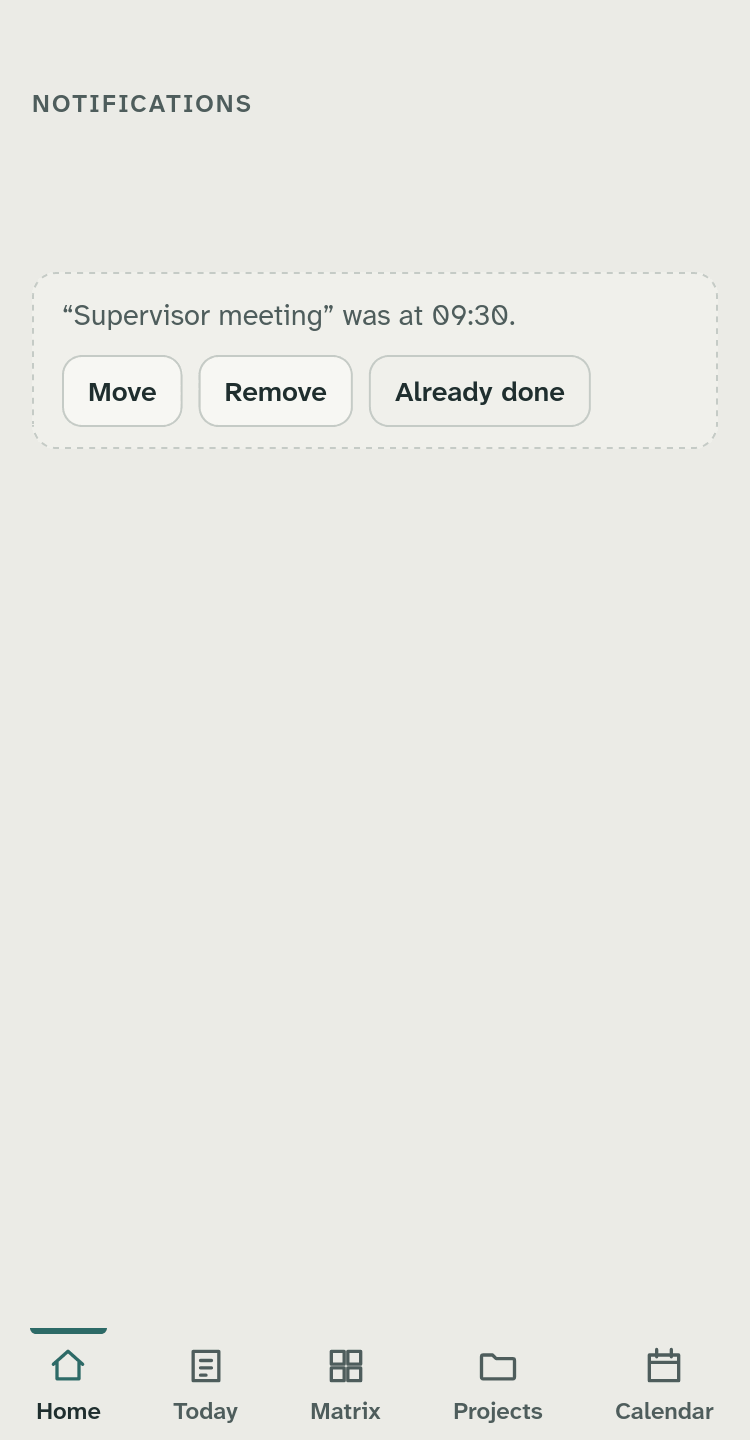 NOTIFICATIONS
“Supervisor meeting” was at 09:30.
Move Remove Already done
Home Today Matrix Projects Calendar